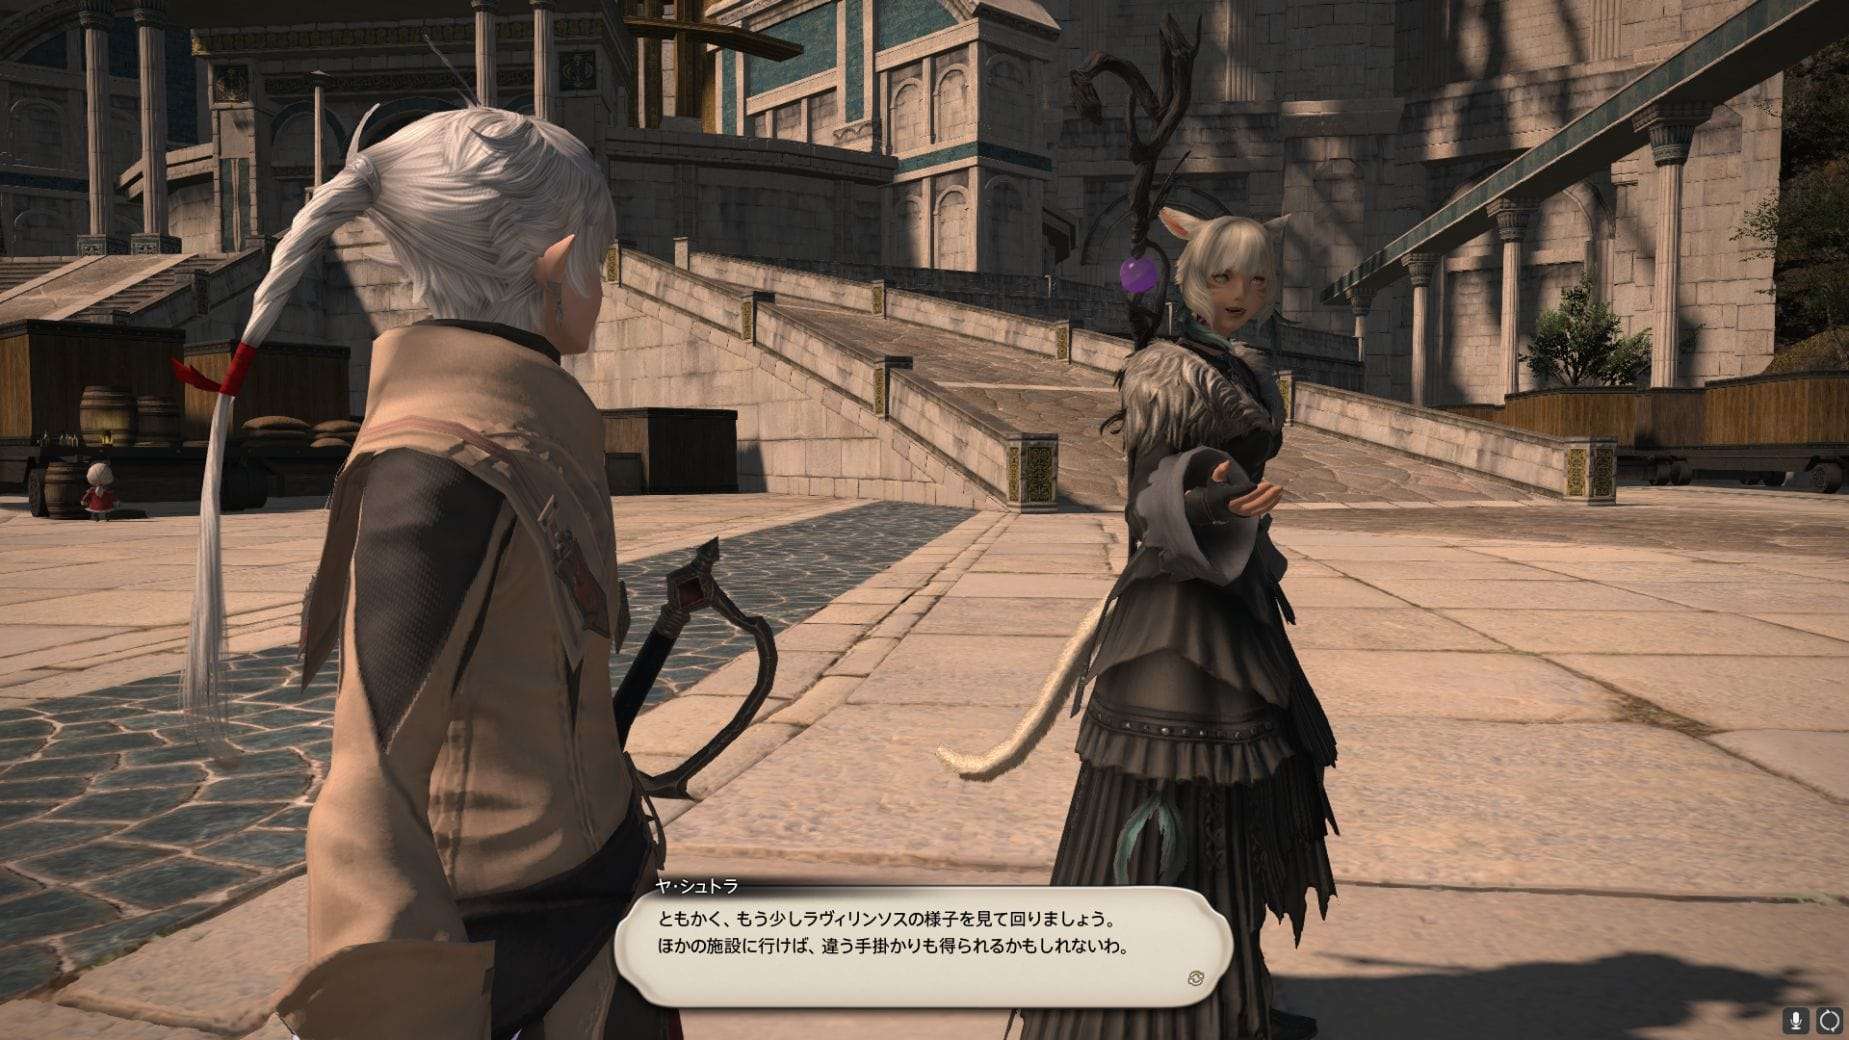 ヤ・シュトラ
ともかく、もう少しラヴィリンソスの様子を見て回りましょう。
ほかの施設に行けば、違う手掛かりも得られるかもしれないわ。